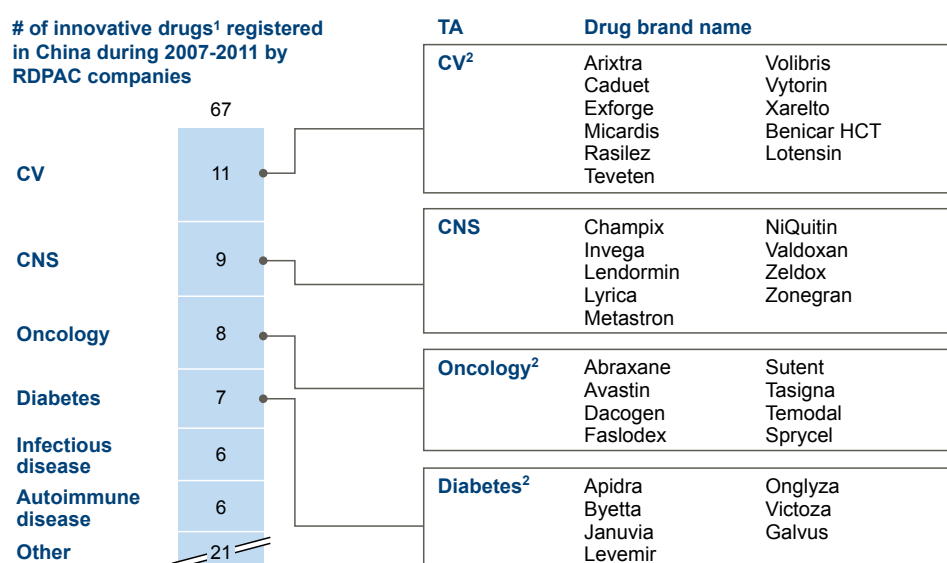 # of innovative drugs¹ registered
in China during 2007-2011 by
RDPAC companies
67
CV
11
CNS
9
Oncology
8
Diabetes
7
Infectious
disease
6
Autoimmune
disease
6
Other
21
TA Drug brand name
CV²
Arixtra Volibris
Caduet Vytorin
Exforge Xarelto
Micardis Benicar HCT
Rasilez Lotensin
Teveten
CNS
Champix NiQuitin
Invega Valdoxan
Lendormin Zeldox
Lyrica Zonegran
Metastron
Oncology²
Abraxane Sutent
Avastin Tasigna
Dacogen Temodal
Faslodex Sprycel
Diabetes²
Apidra Onglyza
Byetta Victoza
Januvia Galvus
Levemir